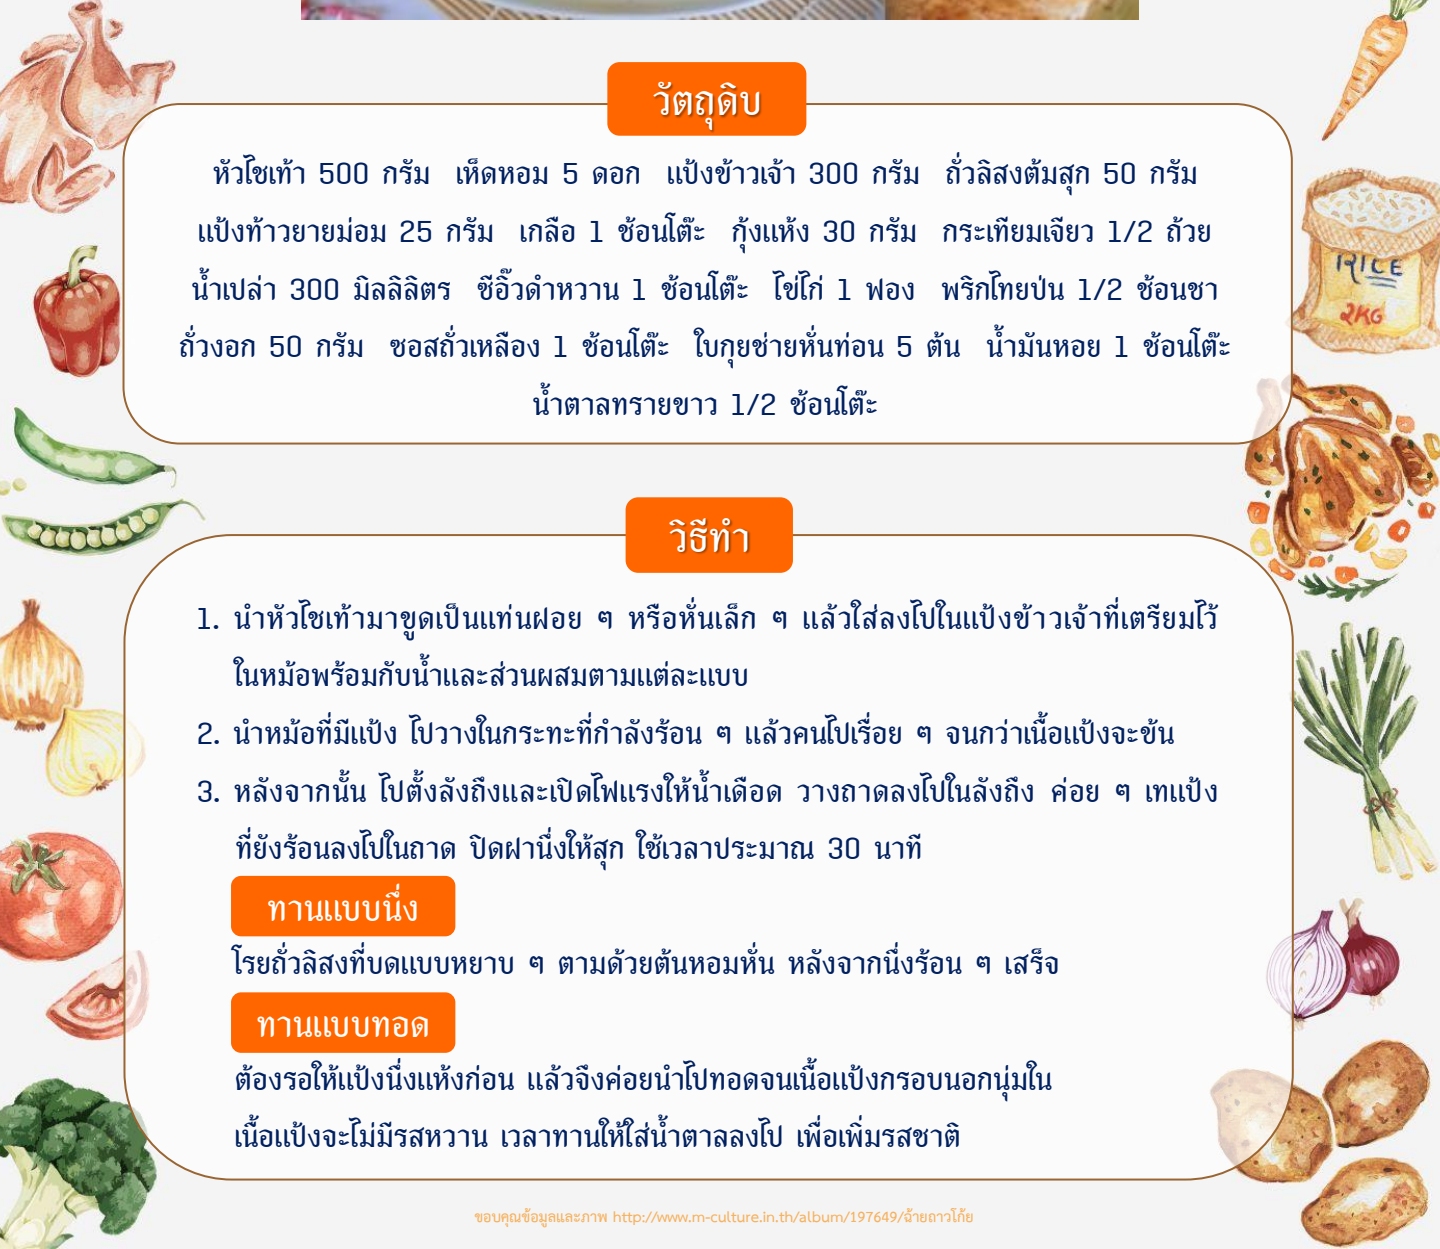 วัตถุดิบ
หัวไชเท้า 500 กรัม เห็ดหอม 5 ดอก แป้งข้าวเจ้า 300 กรัม ถั่วลิสงต้มสุก 50 กรัม
แป้งท้าวยายม่อม 25 กรัม เกลือ 1 ช้อนโต๊ะ กุ้งแห้ง 30 กรัม กระเทียมเจียว 1/2 ถ้วย
น้ำเปล่า 300 มิลลิลิตร ซีอิ๊วดำหวาน 1 ช้อนโต๊ะ ไข่ไก่ 1 ฟอง พริกไทยป่น 1/2 ช้อนชา
ถั่วงอก 50 กรัม ซอสถั่วเหลือง 1 ช้อนโต๊ะ ใบกุยช่ายหั่นท่อน 5 ต้น น้ำมันหอย 1 ช้อนโต๊ะ
น้ำตาลทรายขาว 1/2 ช้อนโต๊ะ
RICE
2KG
วิธีทำ
1. นำหัวไชเท้ามาขูดเป็นแท่นฝอย ๆ หรือหั่นเล็ก ๆ แล้วใส่ลงไปในแป้งข้าวเจ้าที่เตรียมไว้
ในหม้อพร้อมกับน้ำและส่วนผสมตามแต่ละแบบ
2. นำหม้อที่มีแป้ง ไปวางในกระทะที่กำลังร้อน ๆ แล้วคนไปเรื่อย ๆ จนกว่าเนื้อแป้งจะข้น
3. หลังจากนั้น ไปตั้งลังถึงและเปิดไฟแรงให้น้ำเดือด วางถาดลงไปในลังถึง ค่อย ๆ เทแป้ง
ที่ยังร้อนลงไปในถาด ปิดฝานึ่งให้สุก ใช้เวลาประมาณ 30 นาที
ทานแบบนึ่ง
โรยถั่วลิสงที่บดแบบหยาบ ๆ ตามด้วยต้นหอมหั่น หลังจากนึ่งร้อน ๆ เสร็จ
ทานแบบทอด
ต้องรอให้แป้งนึ่งแห้งก่อน แล้วจึงค่อยนำไปทอดจนเนื้อแป้งกรอบนอกนุ่มใน
เนื้อแป้งจะไม่มีรสหวาน เวลาทานให้ใส่น้ำตาลลงไป เพื่อเพิ่มรสชาติ
ขอบคุณข้อมูลและภาพ http://www.m-culture.in.th/album/197649/ฉ้ายถาวโก้ย